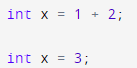 int x = 1 + 2;
int x = 3;